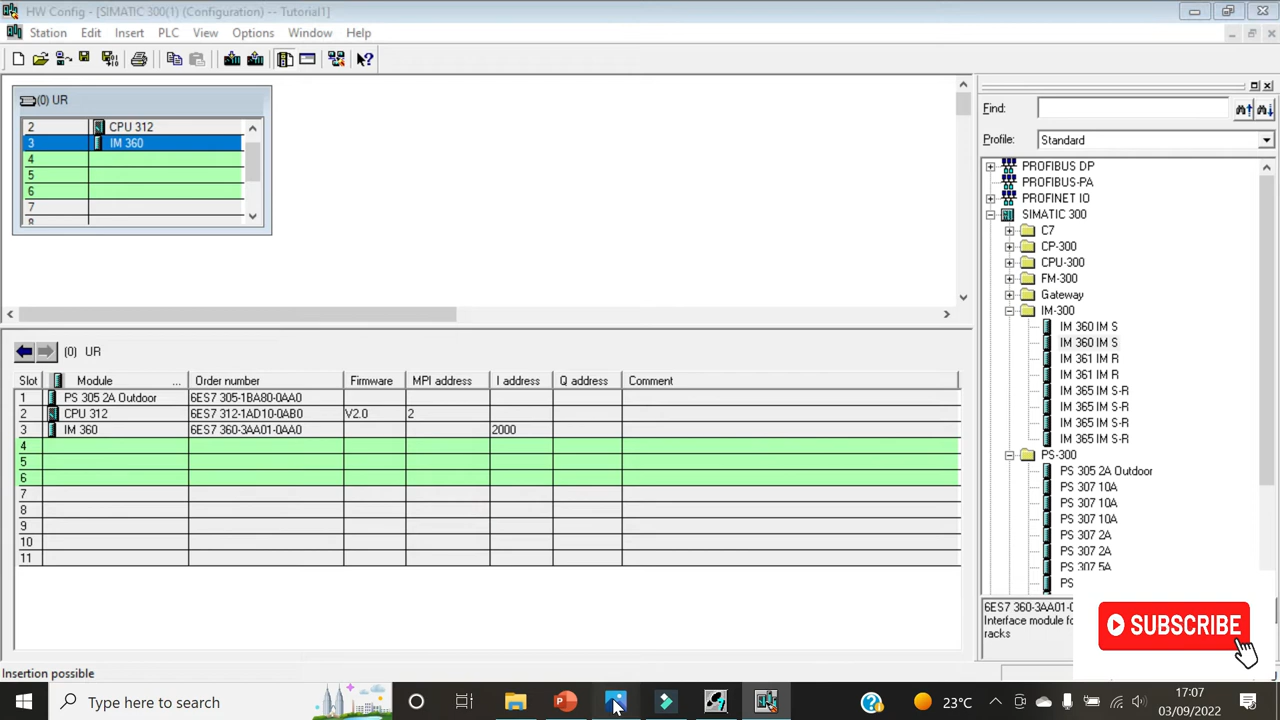 HW Config - [SIMATIC 300(1) (Configuration) -- Tutorial1]
Station Edit Insert PLC View Options Window Help
(0) UR
2 CPU 312
3 IM 360
4
5
6
7
8
Find:
Profile: Standard
PROFIBUS DP
PROFIBUS-PA
PROFINET IO
SIMATIC 300
C7
CP-300
CPU-300
FM-300
Gateway
IM-300
IM 360 IM S
IM 360 IM S
IM 361 IM R
IM 361 IM R
IM 365 IM S-R
IM 365 IM S-R
IM 365 IM S-R
IM 365 IM S-R
PS-300
PS 305 2A Outdoor
PS 307 10A
PS 307 10A
PS 307 10A
PS 307 2A
PS 307 2A
PS 307 5A
PS
(0) UR
Slot Module ... Order number Firmware MPI address I address Q address Comment
1 PS 305 2A Outdoor 6ES7 305-1BA80-0AA0
2 CPU 312 6ES7 312-1AD10-0AB0 V2.0 2
3 IM 360 6ES7 360-3AA01-0AA0 2000
4
5
6
7
8
9
10
11
6ES7 360-3AA01-0
Interface module fo
racks
SUBSCRIBE
Insertion possible
Type here to search
23°C
17:07
03/09/2022